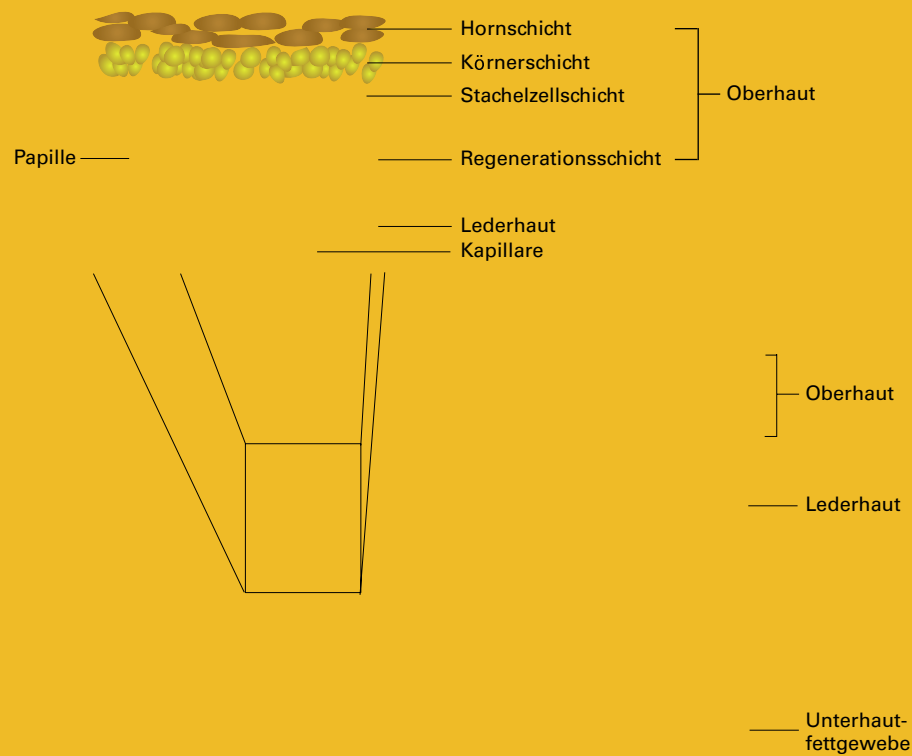 Hornschicht
Körnerschicht
Stachelzellschicht
Oberhaut
Papille
Regenerationsschicht
Lederhaut
Kapillare
Oberhaut
Lederhaut
Unterhaut-
fettgewebe